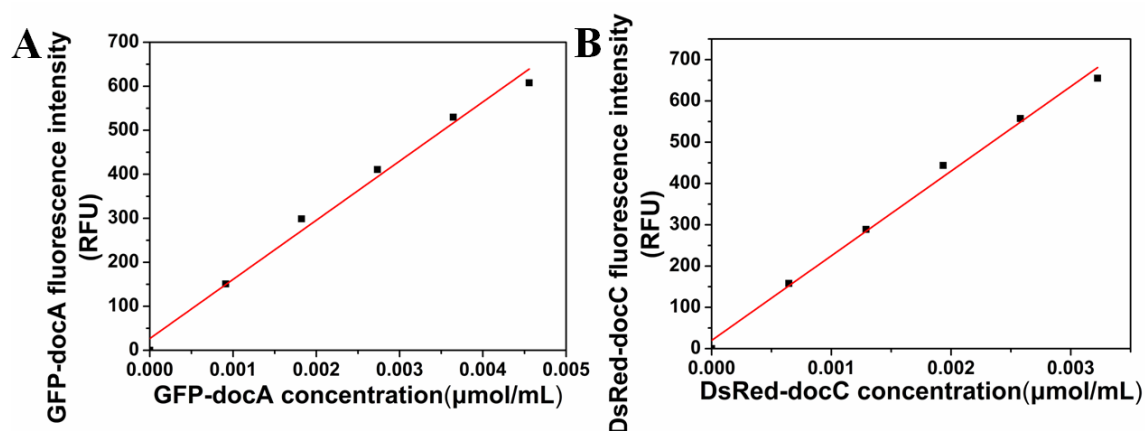 A
GFP-docA fluorescence intensity
(RFU)
700
600
500
400
300
200
100
0
0.000 0.001 0.002 0.003 0.004 0.005
GFP-docA concentration(μmol/mL)
B
DsRed-docC fluorescence intensity
(RFU)
700
600
500
400
300
200
100
0
0.000 0.001 0.002 0.003
DsRed-docC concentration(μmol/mL)